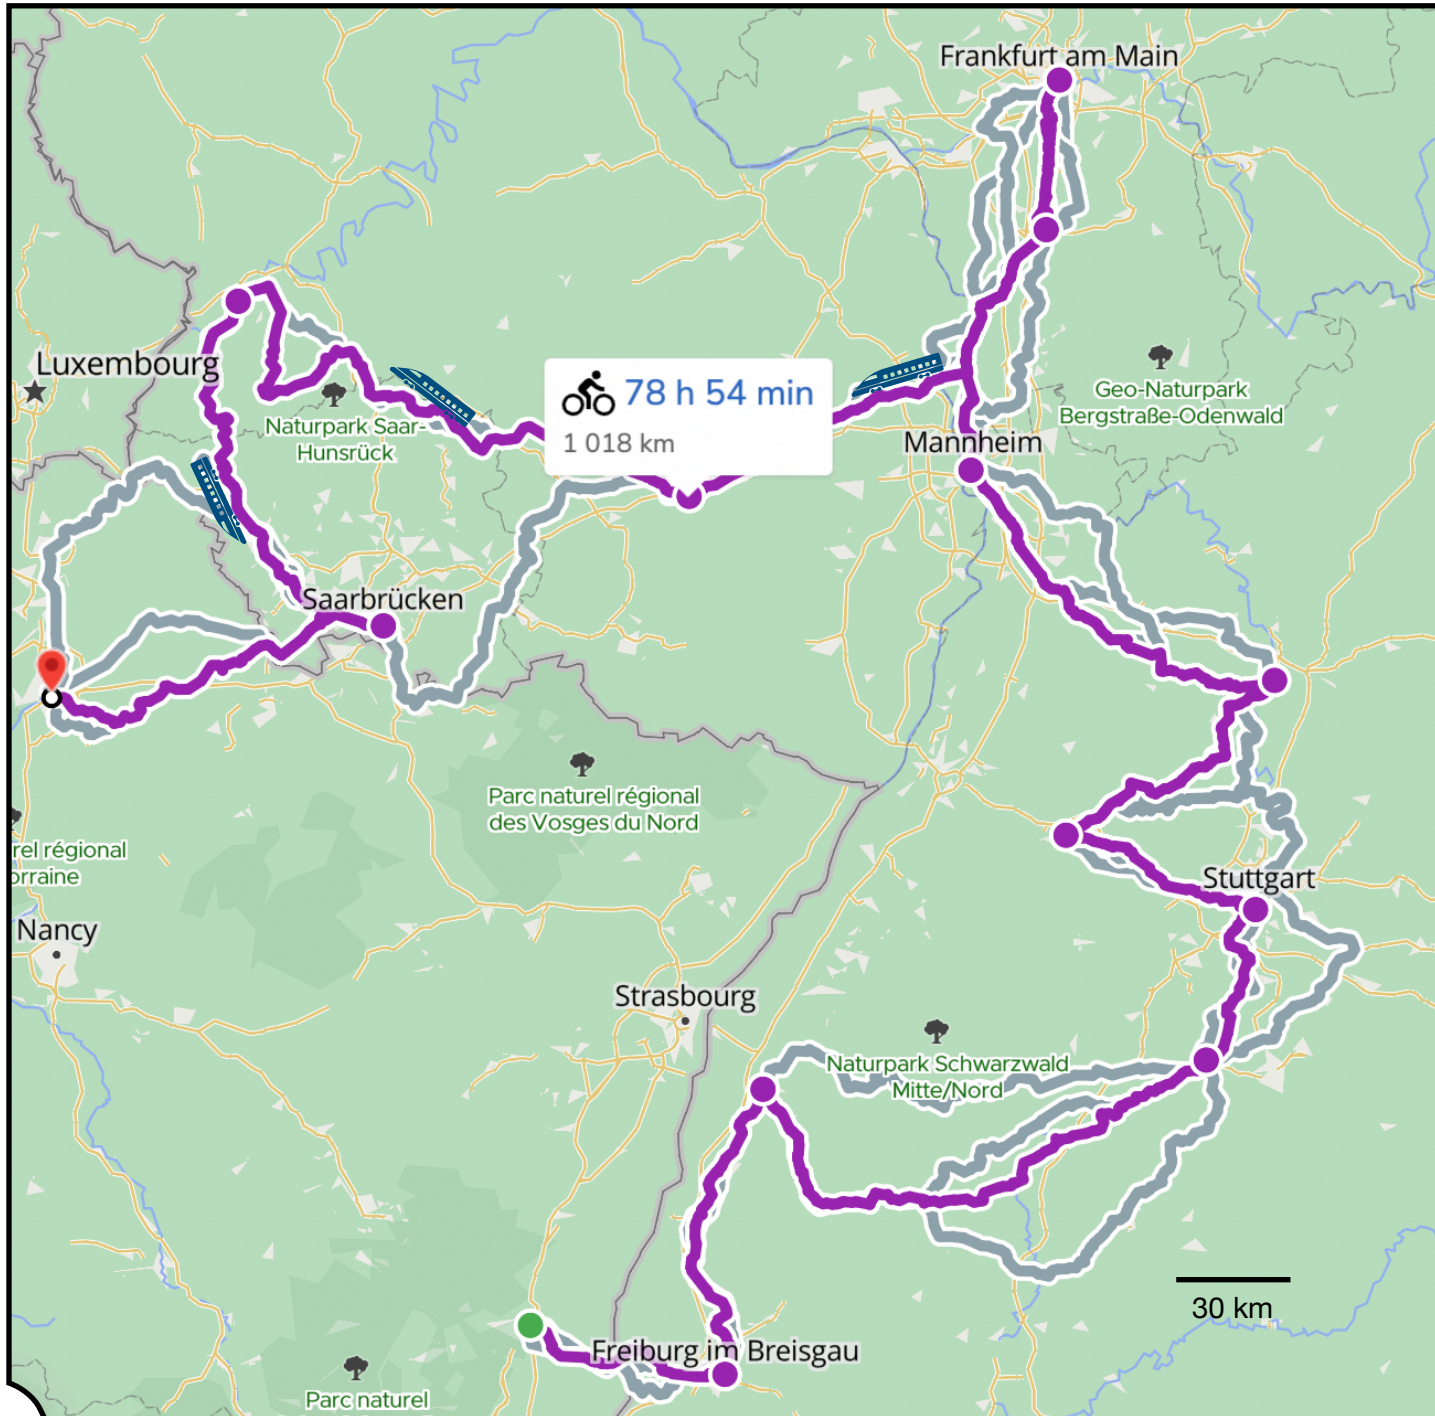 Frankfurt am Main
Luxembourg
Geo-Naturpark
Bergstraße-Odenwald
78 h 54 min
1 018 km
Naturpark Saar-
Hunsrück
Mannheim
Saarbrücken
Parc naturel régional
des Vosges du Nord
rel régional
orraine
Stuttgart
Nancy
Strasbourg
Naturpark Schwarzwald
Mitte/Nord
30 km
Freiburg im Breisgau
Parc naturel